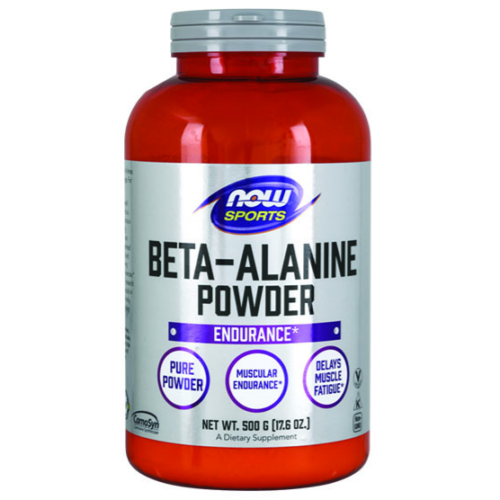 now
SPORTS
BETA-ALANINE
POWDER
ENDURANCE*
PURE
POWDER
MUSCULAR
ENDURANCE*
DELAYS
MUSCLE
FATIGUE*
CarnoSyn
NET WT. 500 G (17.6 OZ.)
A Dietary Supplement